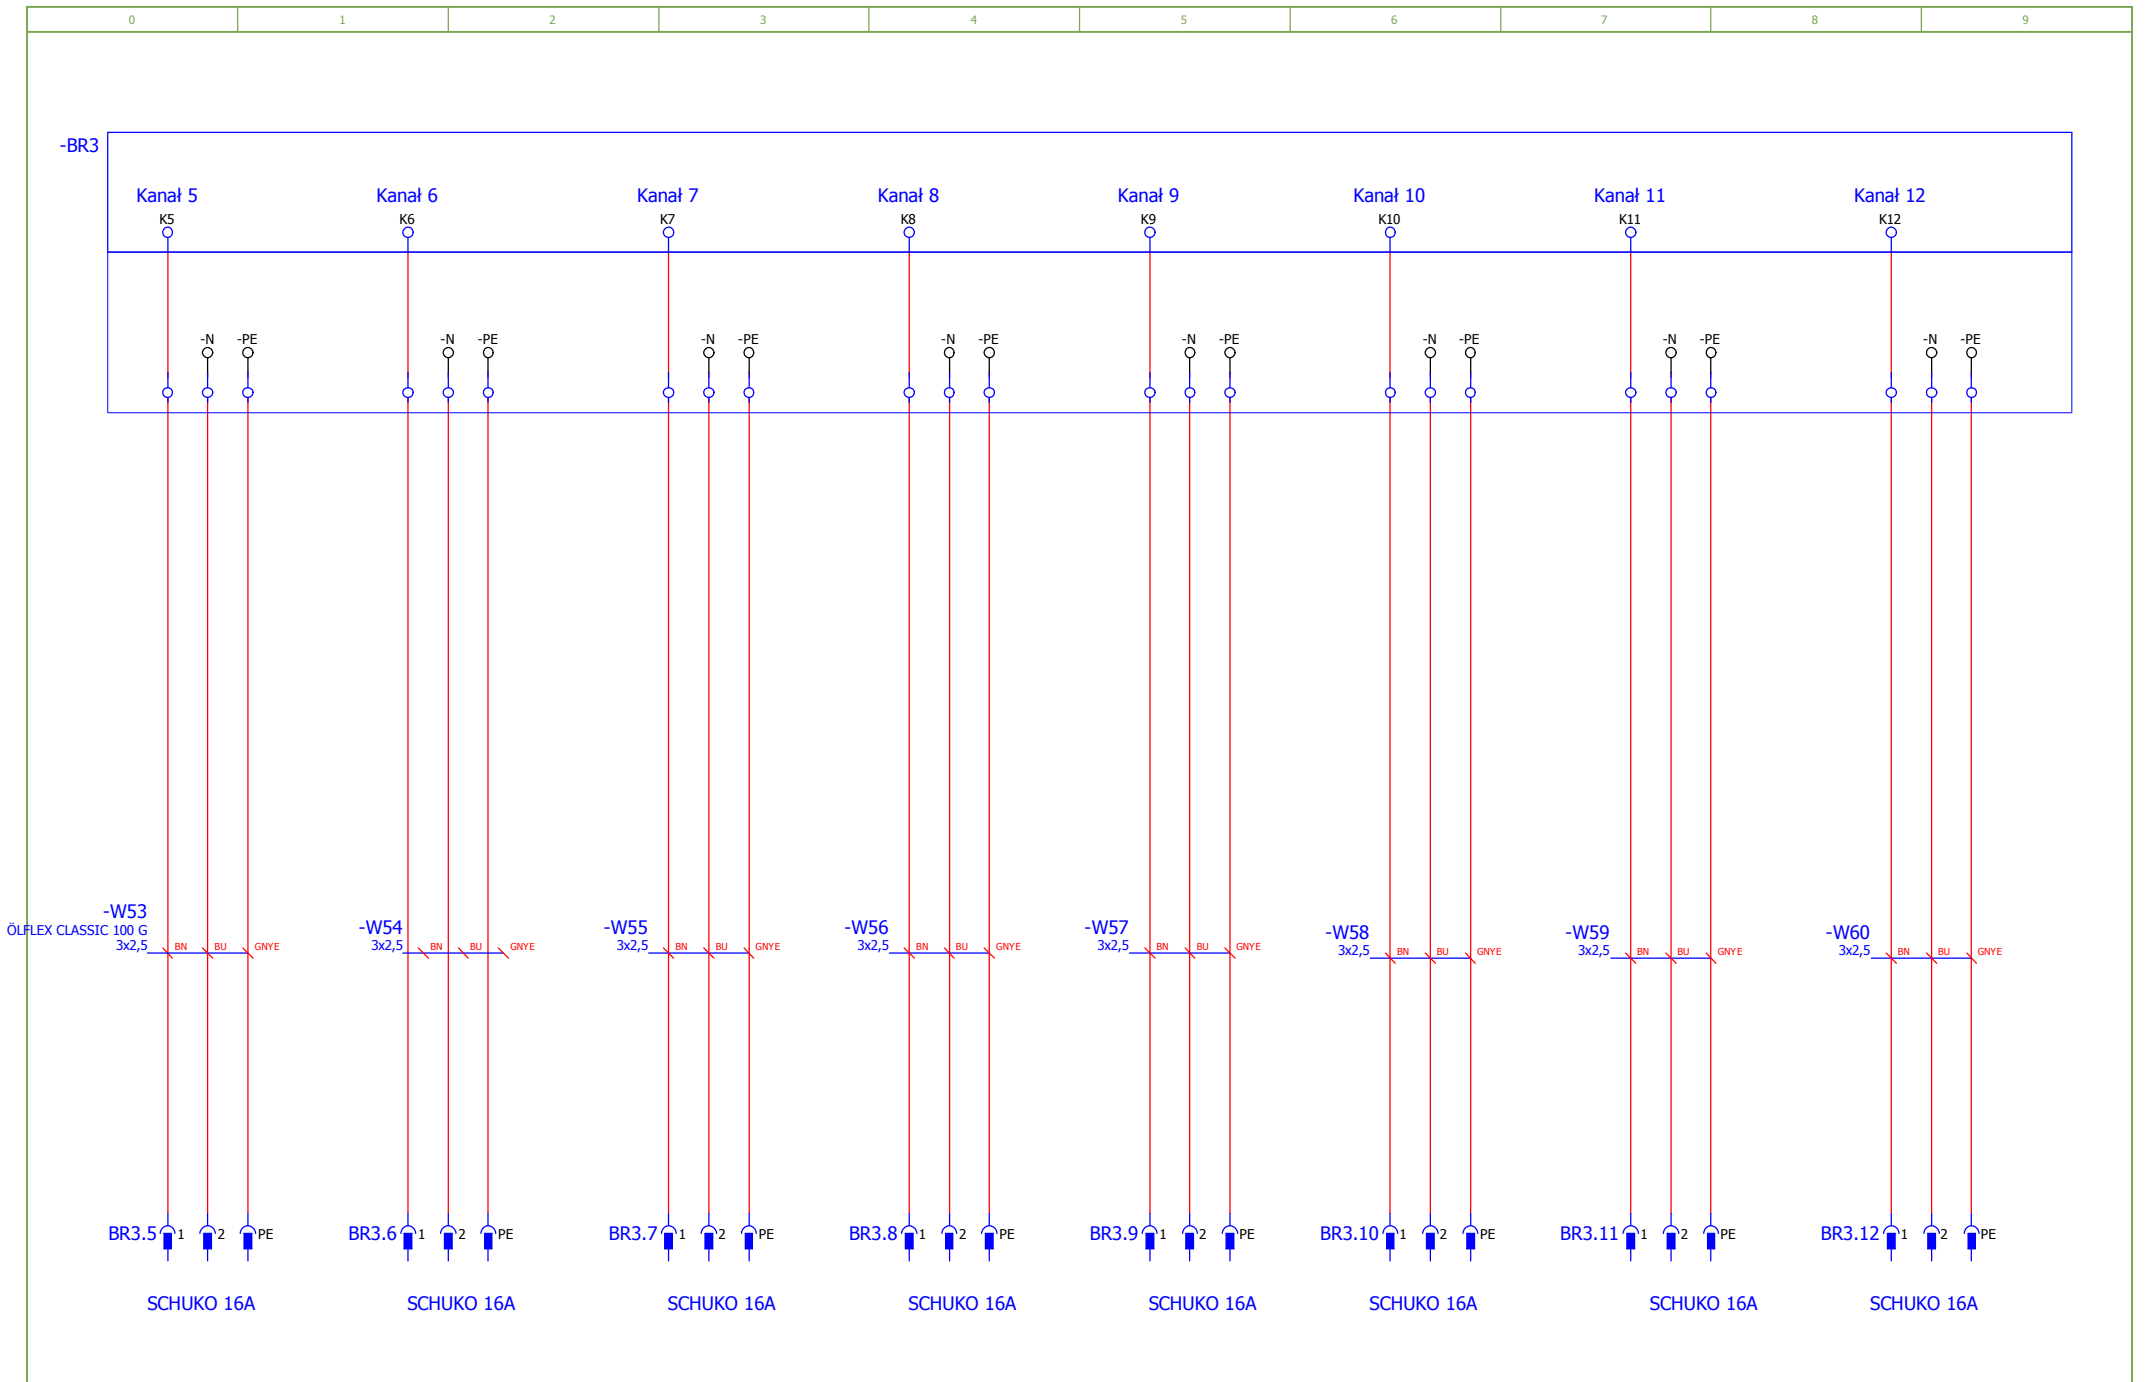 0 1 2 3 4 5 6 7 8 9
-BR3
Kanał 5 Kanał 6 Kanał 7 Kanał 8 Kanał 9 Kanał 10 Kanał 11 Kanał 12
K5 K6 K7 K8 K9 K10 K11 K12
-N -PE -N -PE -N -PE -N -PE -N -PE -N -PE -N -PE -N -PE
-W53
ÖLFLEX CLASSIC 100 G
3x2,5 BN BU GNYE
-W54
3x2,5 BN BU GNYE
-W55
3x2,5 BN BU GNYE
-W56
3x2,5 BN BU GNYE
-W57
3x2,5 BN BU GNYE
-W58
3x2,5 BN BU GNYE
-W59
3x2,5 BN BU GNYE
-W60
3x2,5 BN BU GNYE
BR3.5 1 2 PE BR3.6 1 2 PE BR3.7 1 2 PE BR3.8 1 2 PE BR3.9 1 2 PE BR3.10 1 2 PE BR3.11 1 2 PE BR3.12 1 2 PE
SCHUKO 16A SCHUKO 16A SCHUKO 16A SCHUKO 16A SCHUKO 16A SCHUKO 16A SCHUKO 16A SCHUKO 16A